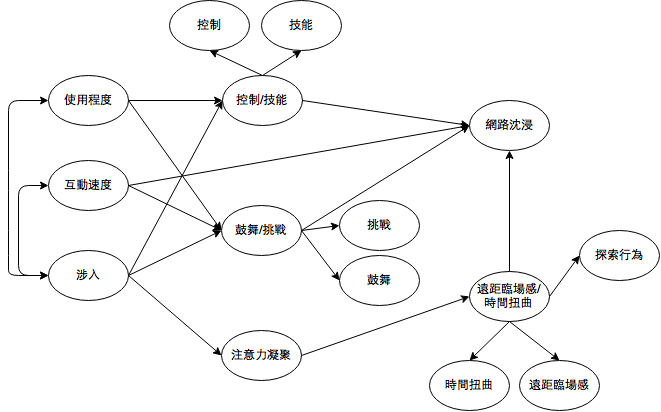 控制
技能
使用程度
控制/技能
網路沈浸
互動速度
鼓舞/挑戰
挑戰
探索行為
涉入
鼓舞
遠距臨場感/
時間扭曲
注意力凝聚
時間扭曲
遠距臨場感